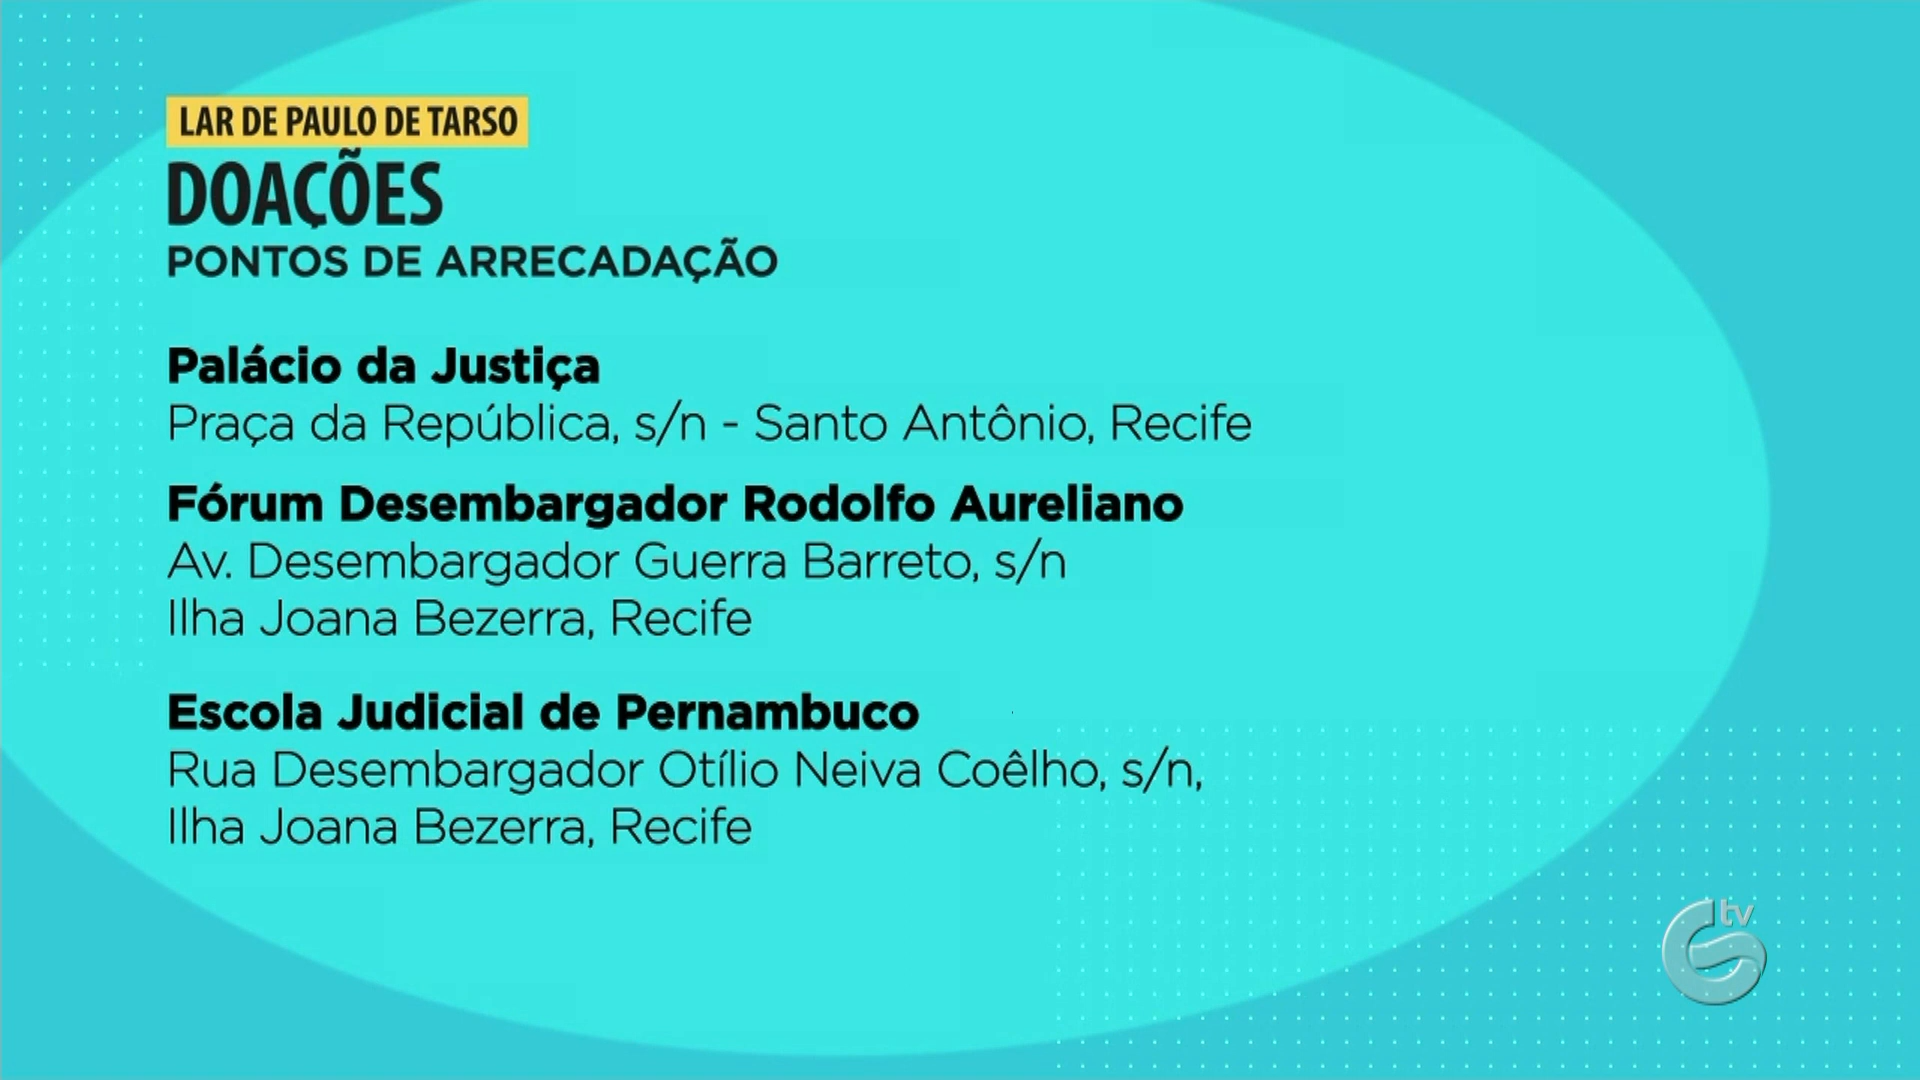 LAR DE PAULO DE TARSO
DOAÇÕES
PONTOS DE ARRECADAÇÃO
Palácio da Justiça
Praça da República, s/n - Santo Antônio, Recife
Fórum Desembargador Rodolfo Aureliano
Av. Desembargador Guerra Barreto, s/n
Ilha Joana Bezerra, Recife
Escola Judicial de Pernambuco
Rua Desembargador Otílio Neiva Coêlho, s/n,
Ilha Joana Bezerra, Recife
tv